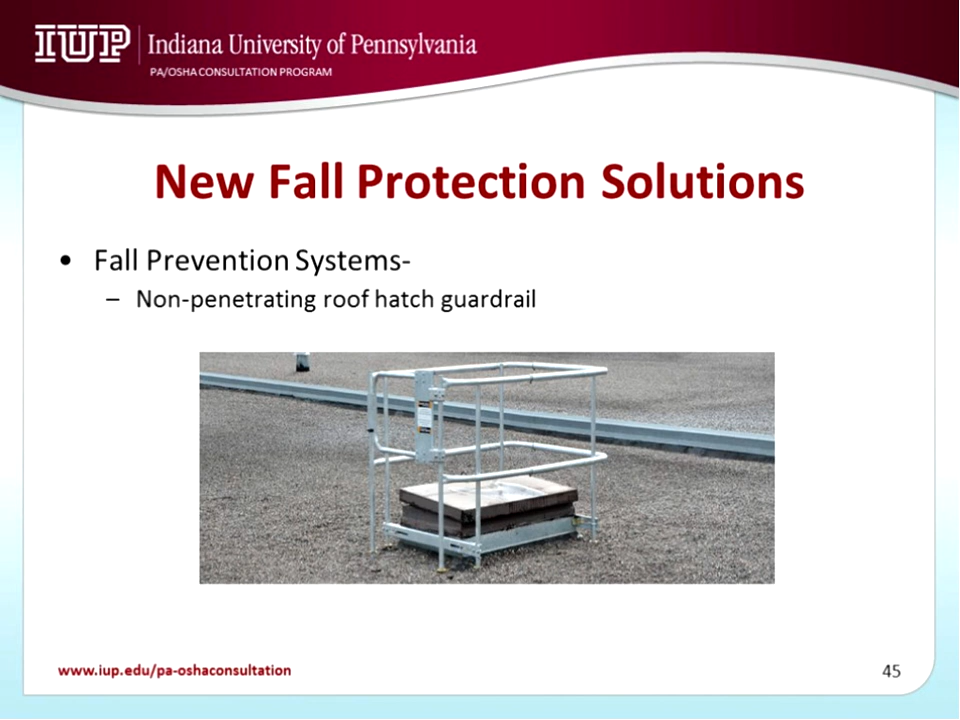 IUP Indiana University of Pennsylvania
PA/OSHA CONSULTATION PROGRAM
New Fall Protection Solutions
• Fall Prevention Systems-
– Non-penetrating roof hatch guardrail
www.iup.edu/pa-oshaconsultation
45